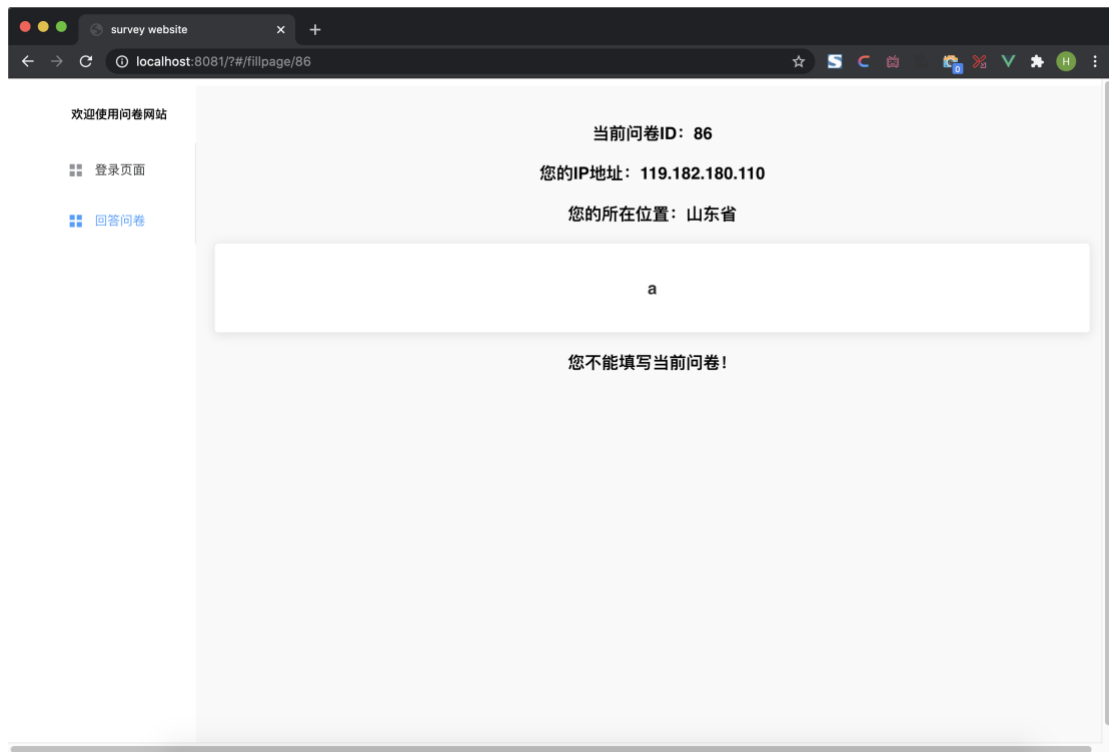 survey website
localhost:8081/?#/fillpage/86
0
H
欢迎使用问卷网站
登录页面
回答问卷
当前问卷ID：86
您的IP地址：119.182.180.110
您的所在位置：山东省
a
您不能填写当前问卷！